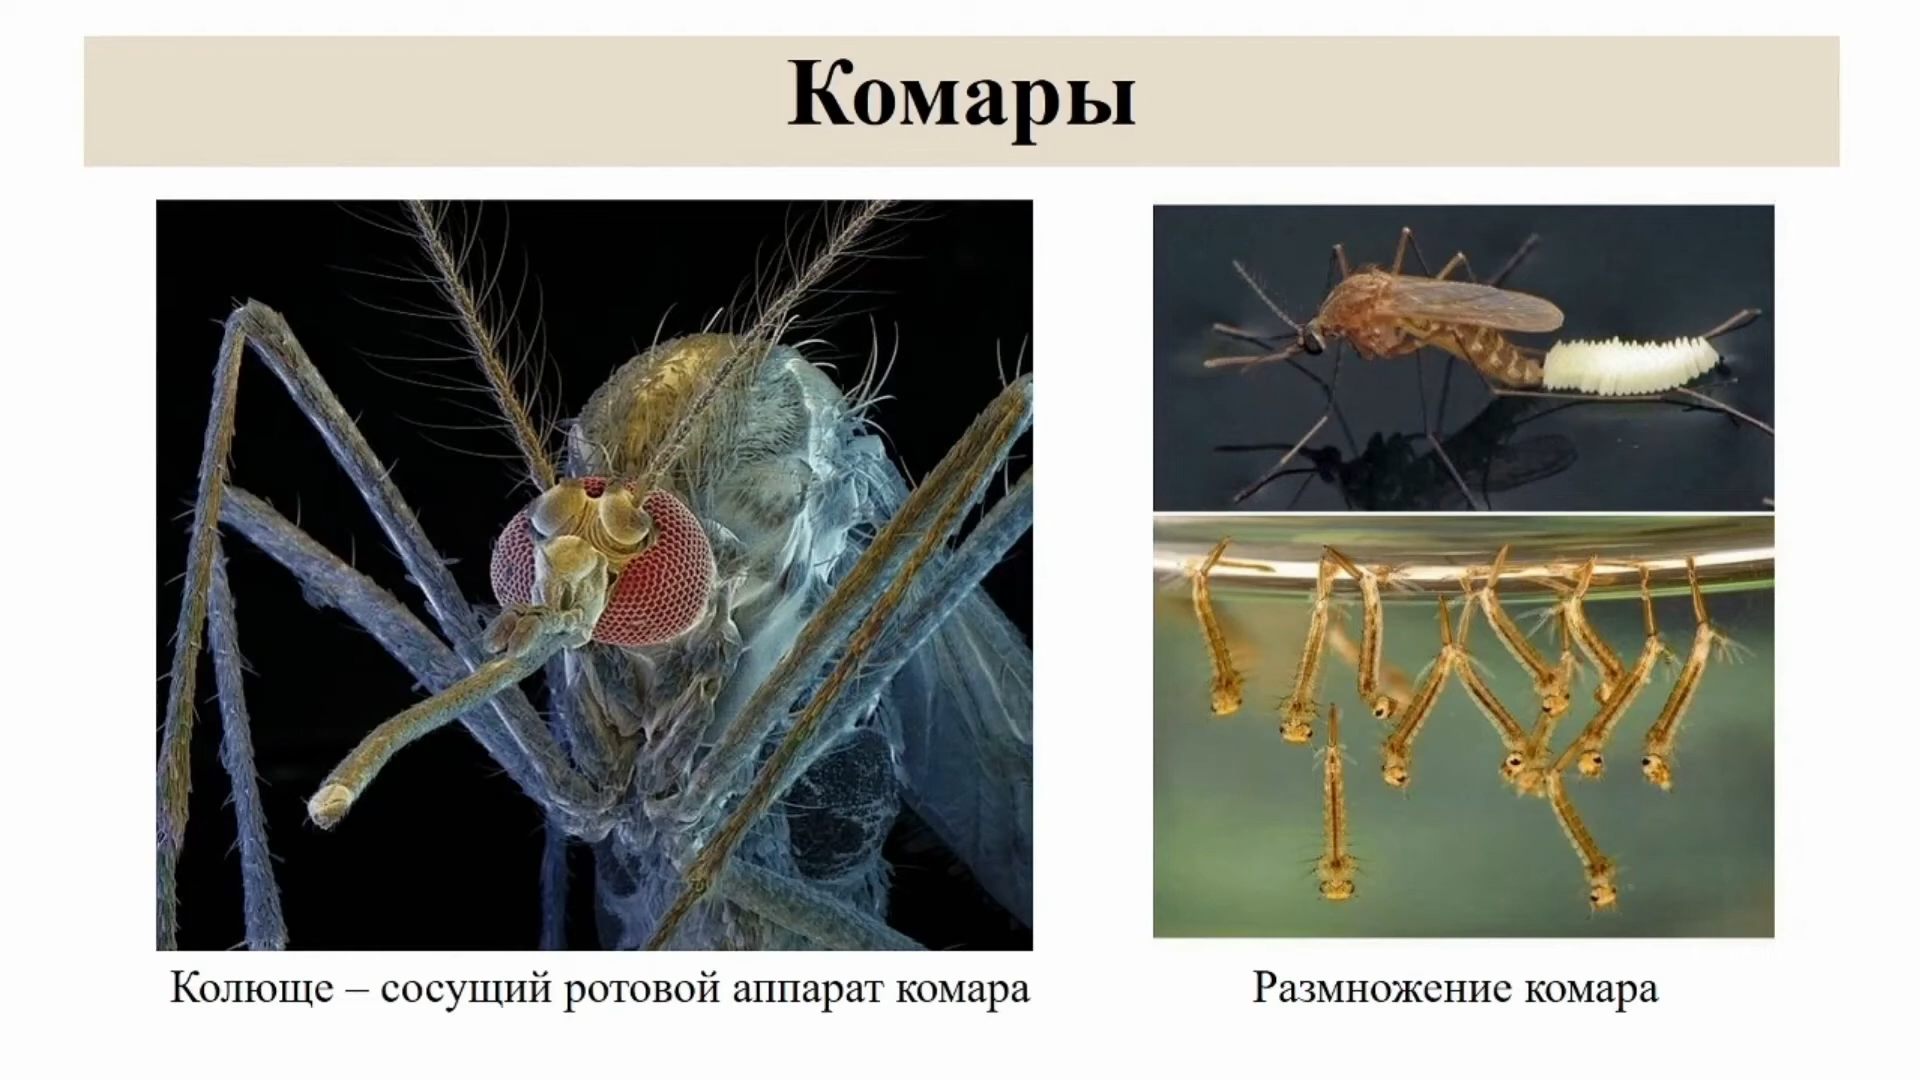 Комары
Колюще – сосущий ротовой аппарат комара
Размножение комара